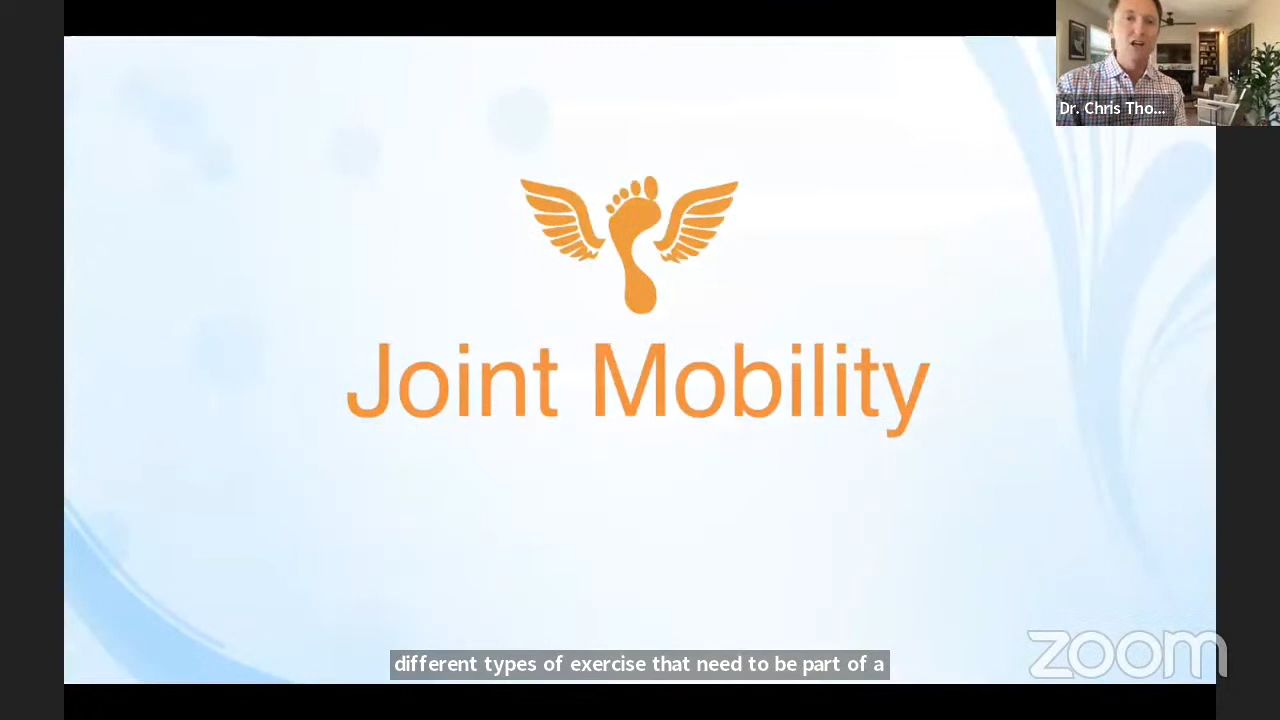 Dr. Chris Tho...
Joint Mobility
different types of exercise that need to be part of a
zoom